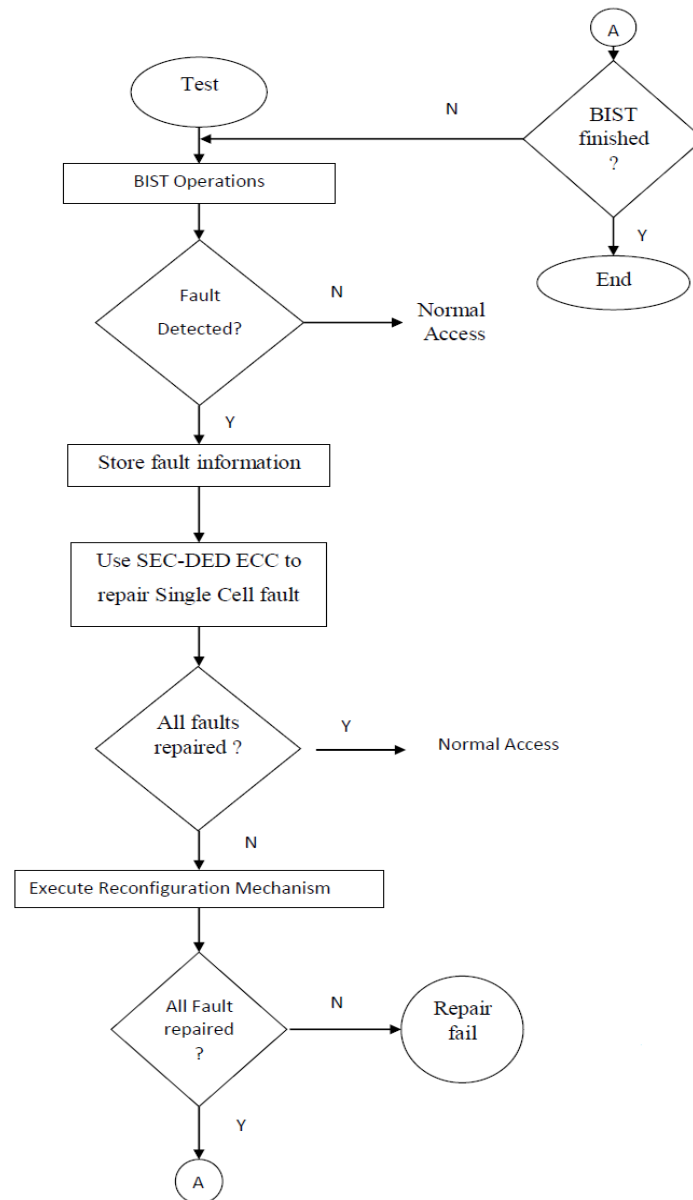 A
Test
N
BIST
finished
?
BIST Operations
Y
End
Fault
Detected?
N
Normal
Access
Y
Store fault information
Use SEC-DED ECC to
repair Single Cell fault
All faults
repaired ?
Y
Normal Access
N
Execute Reconfiguration Mechanism
All Fault
repaired
?
N
Repair
fail
Y
A